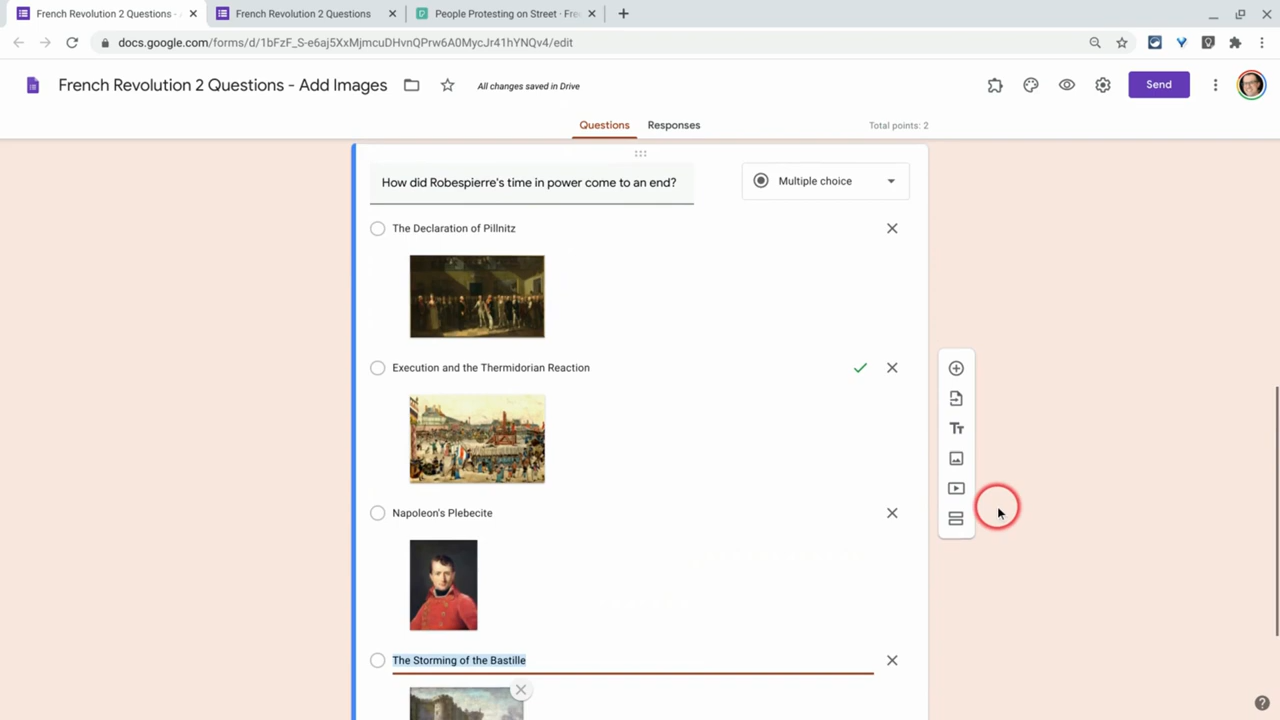 French Revolution 2 Questions -
French Revolution 2 Questions
People Protesting on Street · Fre
docs.google.com/forms/d/1bFzF_S-e6aj5XxMjmcuDHvnQPrw6A0MycJr41hYNQv4/edit
French Revolution 2 Questions - Add Images
All changes saved in Drive
Send
Questions
Responses
Total points: 2
How did Robespierre's time in power come to an end?
Multiple choice
The Declaration of Pillnitz
Execution and the Thermidorian Reaction
Tт
Napoleon's Plebecite
The Storming of the Bastille